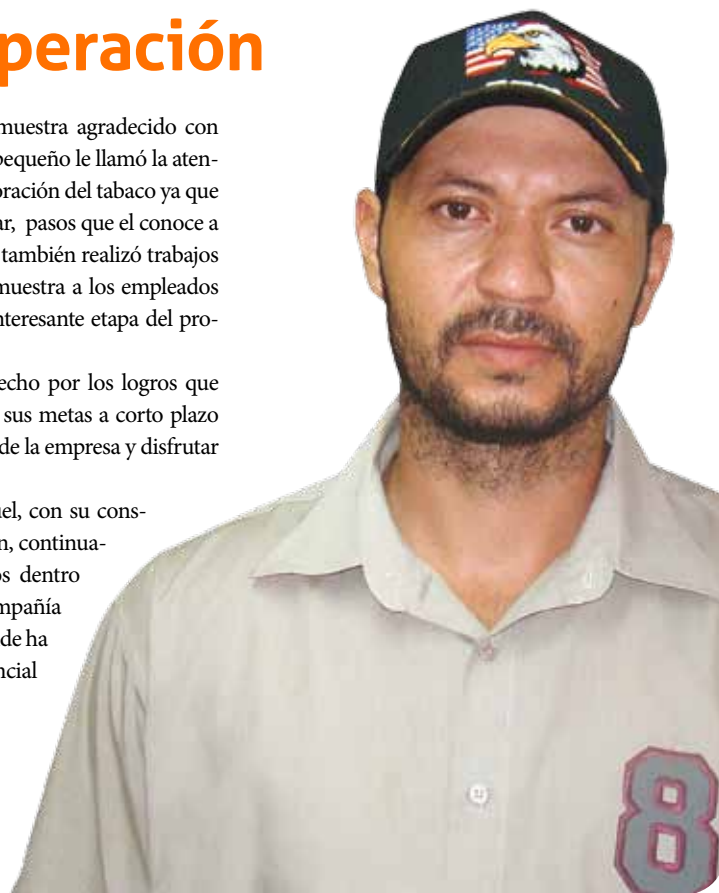 peración
muestra agradecido con
pequeño le llamó la aten-
oración del tabaco ya que
ar, pasos que el conoce a
también realizó trabajos
muestra a los empleados
nteresante etapa del pro-
echo por los logros que
sus metas a corto plazo
de la empresa y disfrutar
uel, con su cons-
n, continua-
os dentro
mpañía
de ha
ncial
8